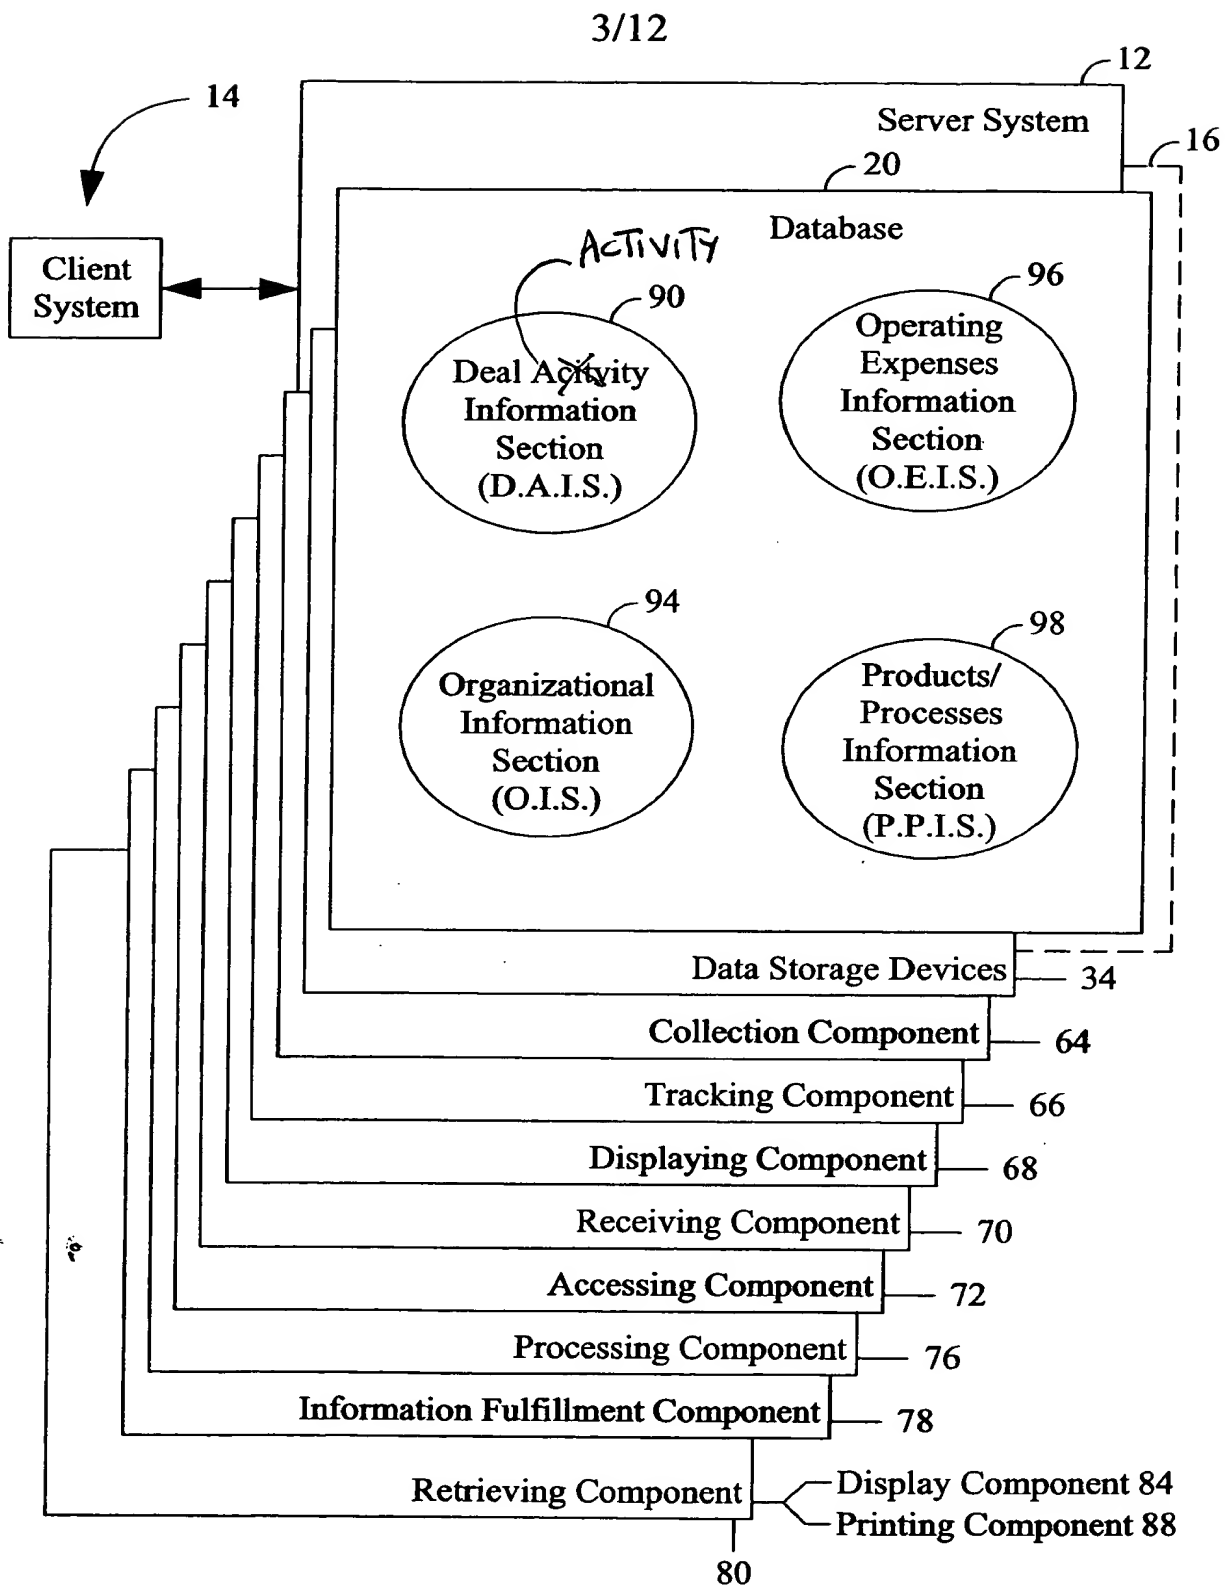 3/12
12
14
Server System
16
20
Database
ACTIVITY
Client
System
90
96
Deal Acitvity
Information
Section
(D.A.I.S.)
Operating
Expenses
Information
Section
(O.E.I.S.)
94
98
Organizational
Information
Section
(O.I.S.)
Products/
Processes
Information
Section
(P.P.I.S.)
Data Storage Devices
34
Collection Component
64
Tracking Component
66
Displaying Component
68
Receiving Component
70
Accessing Component
72
Processing Component
76
Information Fulfillment Component
78
Retrieving Component
Display Component 84
Printing Component 88
80